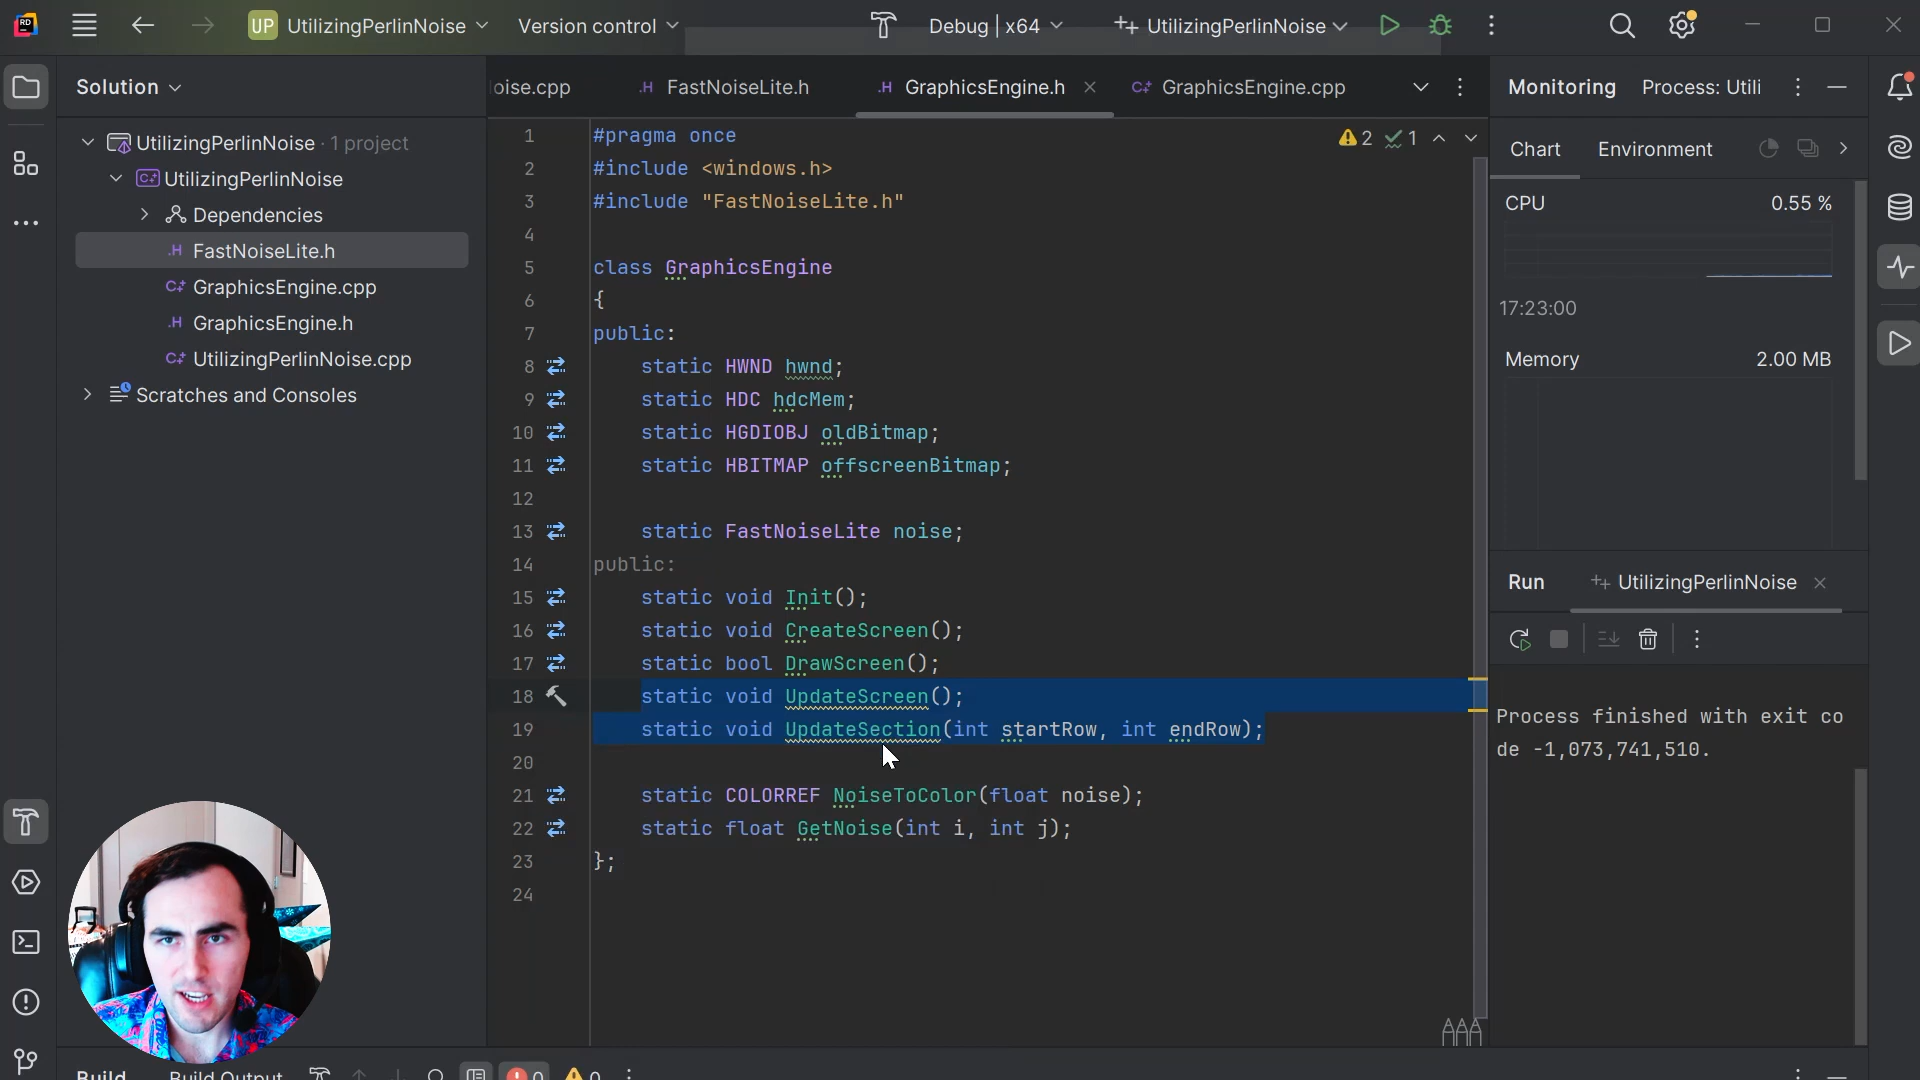 UP UtilizingPerlinNoise Version control Debug | x64 UtilizingPerlinNoise
Solution
oise.cpp .H FastNoiseLite.h .H GraphicsEngine.h C+ GraphicsEngine.cpp
Monitoring Process: Utili
UtilizingPerlinNoise · 1 project
UtilizingPerlinNoise
Dependencies
.H FastNoiseLite.h
C+ GraphicsEngine.cpp
.H GraphicsEngine.h
C+ UtilizingPerlinNoise.cpp
Scratches and Consoles
2 1
1 #pragma once
2 #include <windows.h>
3 #include "FastNoiseLite.h"
4
5 class GraphicsEngine
6 {
7 public:
8 static HWND hwnd;
9 static HDC hdcMem;
10 static HGDIOBJ oldBitmap;
11 static HBITMAP offscreenBitmap;
12
13 static FastNoiseLite noise;
14 public:
15 static void Init();
16 static void CreateScreen();
17 static bool DrawScreen();
18 static void UpdateScreen();
19 static void UpdateSection(int startRow, int endRow);
20
21 static COLORREF NoiseToColor(float noise);
22 static float GetNoise(int i, int j);
23 };
24
Chart Environment
CPU 0.55 %
17:23:00
Memory 2.00 MB
Run UtilizingPerlinNoise
Process finished with exit co
de -1,073,741,510.
Build Build Output 0 0